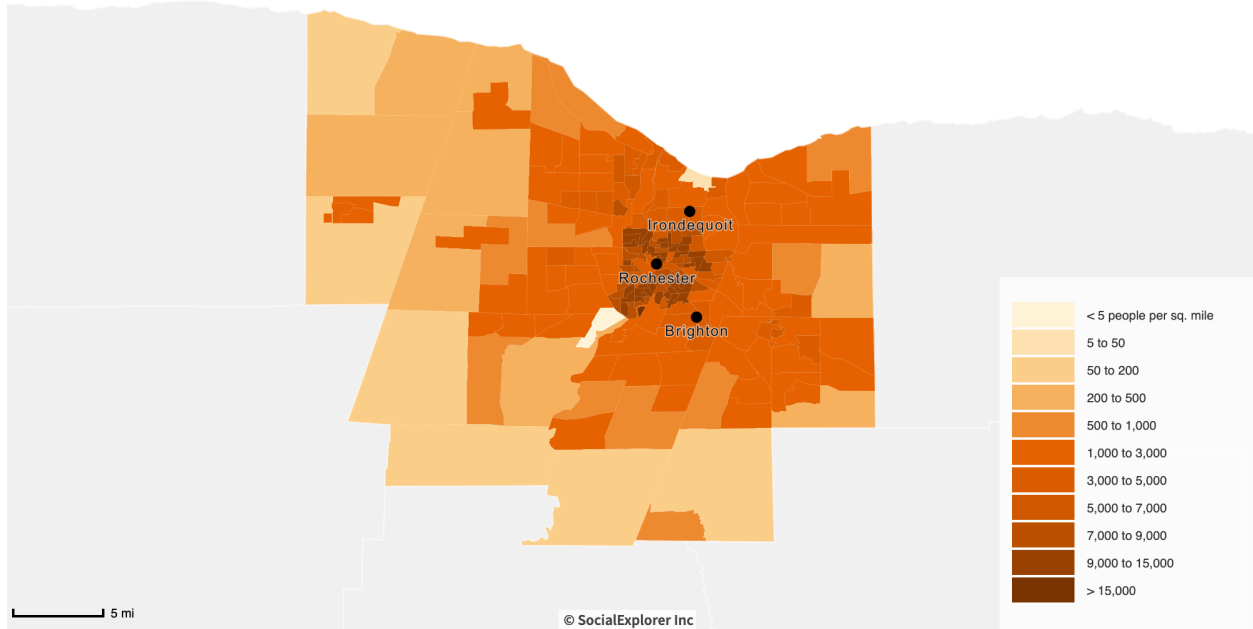 Irondequoit
Rochester
Brighton
< 5 people per sq. mile
5 to 50
50 to 200
200 to 500
500 to 1,000
1,000 to 3,000
3,000 to 5,000
5,000 to 7,000
7,000 to 9,000
9,000 to 15,000
> 15,000
5 mi
© SocialExplorer Inc